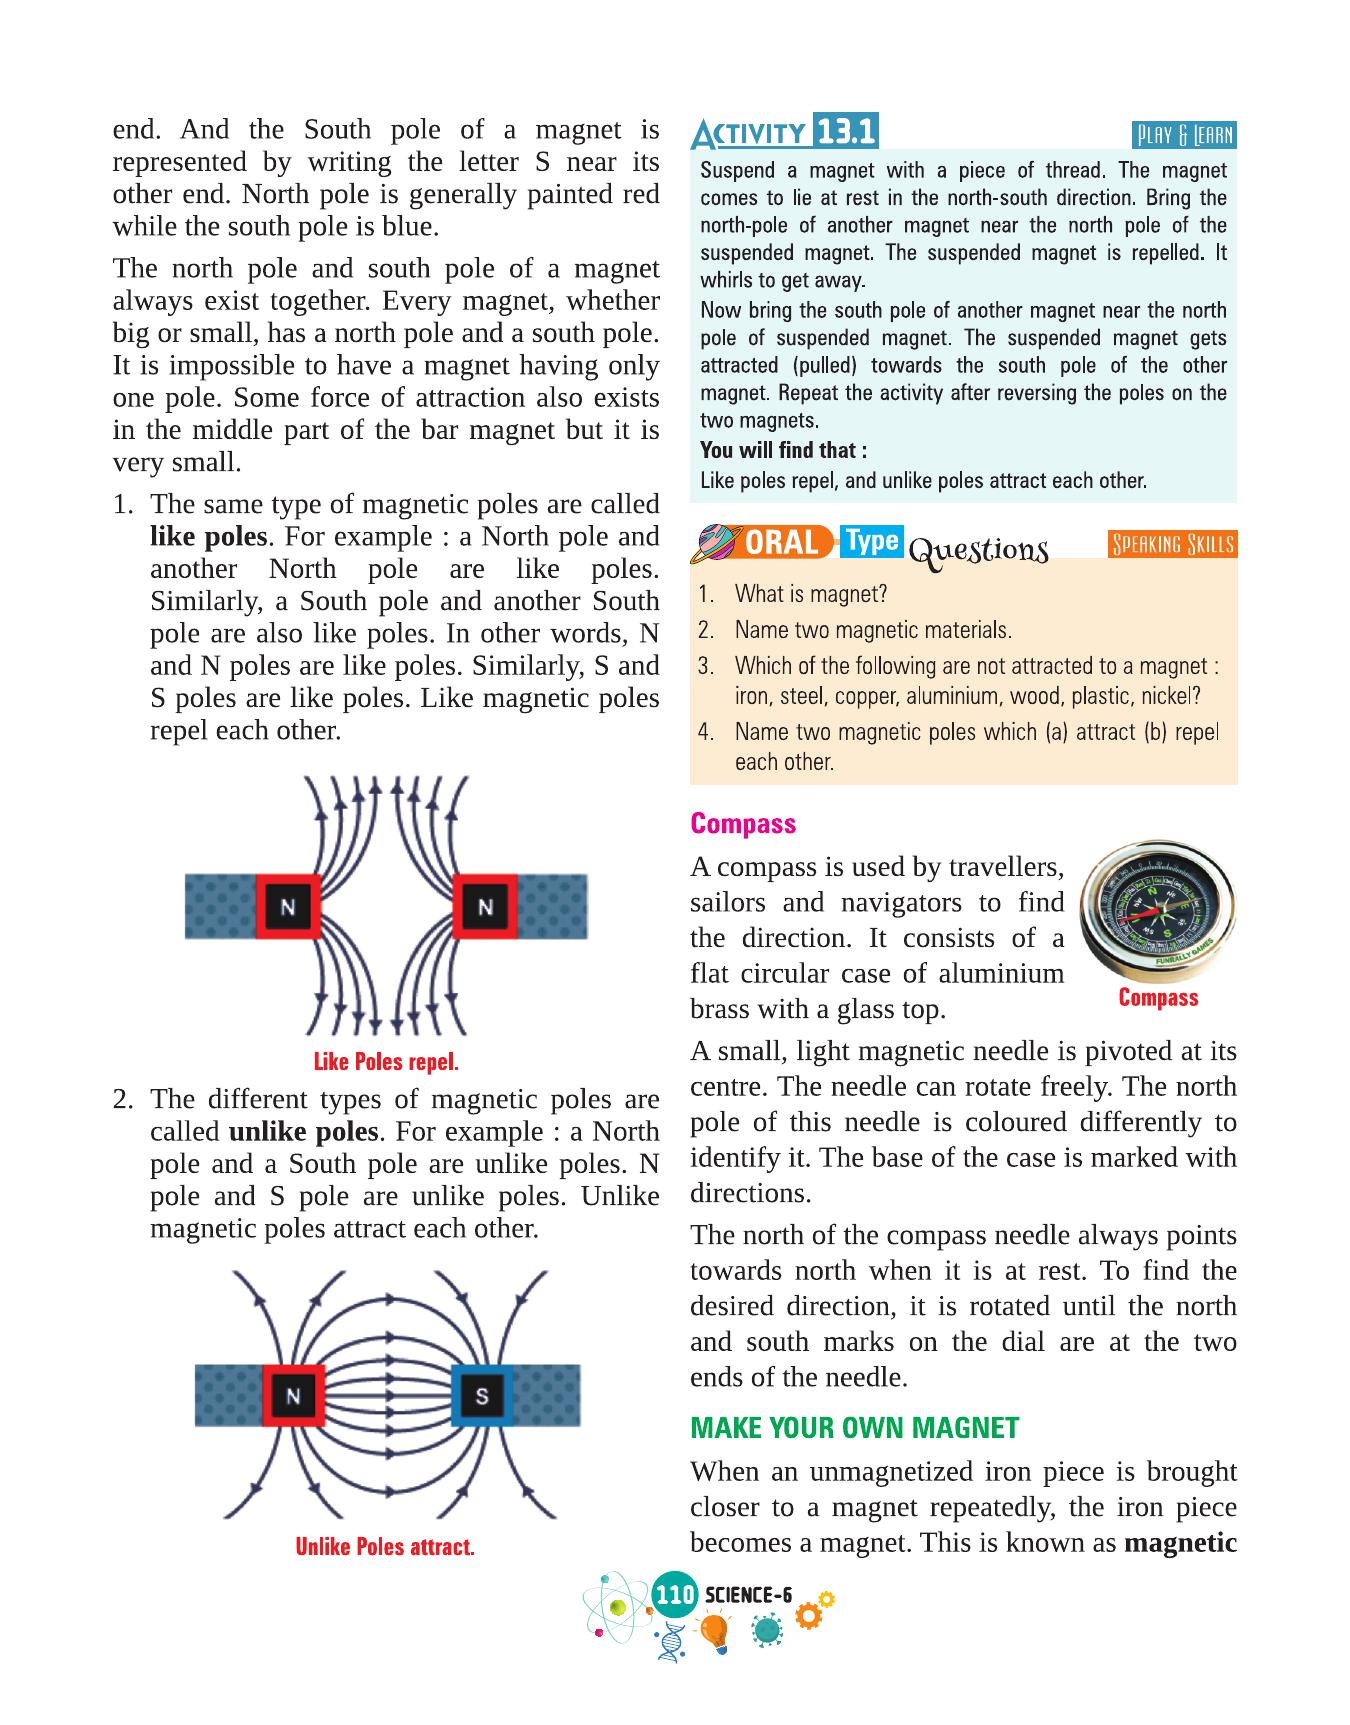 end. And the South pole of a magnet is
represented by writing the letter S near its
other end. North pole is generally painted red
while the south pole is blue.
The north pole and south pole of a magnet
always exist together. Every magnet, whether
big or small, has a north pole and a south pole.
It is impossible to have a magnet having only
one pole. Some force of attraction also exists
in the middle part of the bar magnet but it is
very small.
1. The same type of magnetic poles are called
like poles. For example : a North pole and
another North pole are like poles.
Similarly, a South pole and another South
pole are also like poles. In other words, N
and N poles are like poles. Similarly, S and
S poles are like poles. Like magnetic poles
repel each other.
N N
Like Poles repel.
2. The different types of magnetic poles are
called unlike poles. For example : a North
pole and a South pole are unlike poles. N
pole and S pole are unlike poles. Unlike
magnetic poles attract each other.
N S
Unlike Poles attract.
ACTIVITY 13.1 PLAY & LEARN
Suspend a magnet with a piece of thread. The magnet
comes to lie at rest in the north-south direction. Bring the
north-pole of another magnet near the north pole of the
suspended magnet. The suspended magnet is repelled. It
whirls to get away.
Now bring the south pole of another magnet near the north
pole of suspended magnet. The suspended magnet gets
attracted (pulled) towards the south pole of the other
magnet. Repeat the activity after reversing the poles on the
two magnets.
You will find that :
Like poles repel, and unlike poles attract each other.
ORAL Type Questions SPEAKING SKILLS
1. What is magnet?
2. Name two magnetic materials.
3. Which of the following are not attracted to a magnet :
iron, steel, copper, aluminium, wood, plastic, nickel?
4. Name two magnetic poles which (a) attract (b) repel
each other.
Compass
A compass is used by travellers,
sailors and navigators to find
the direction. It consists of a
flat circular case of aluminium
brass with a glass top.
N
E
S
SW
FUNRALLY GAMES
Compass
A small, light magnetic needle is pivoted at its
centre. The needle can rotate freely. The north
pole of this needle is coloured differently to
identify it. The base of the case is marked with
directions.
The north of the compass needle always points
towards north when it is at rest. To find the
desired direction, it is rotated until the north
and south marks on the dial are at the two
ends of the needle.
MAKE YOUR OWN MAGNET
When an unmagnetized iron piece is brought
closer to a magnet repeatedly, the iron piece
becomes a magnet. This is known as magnetic
110 SCIENCE-6